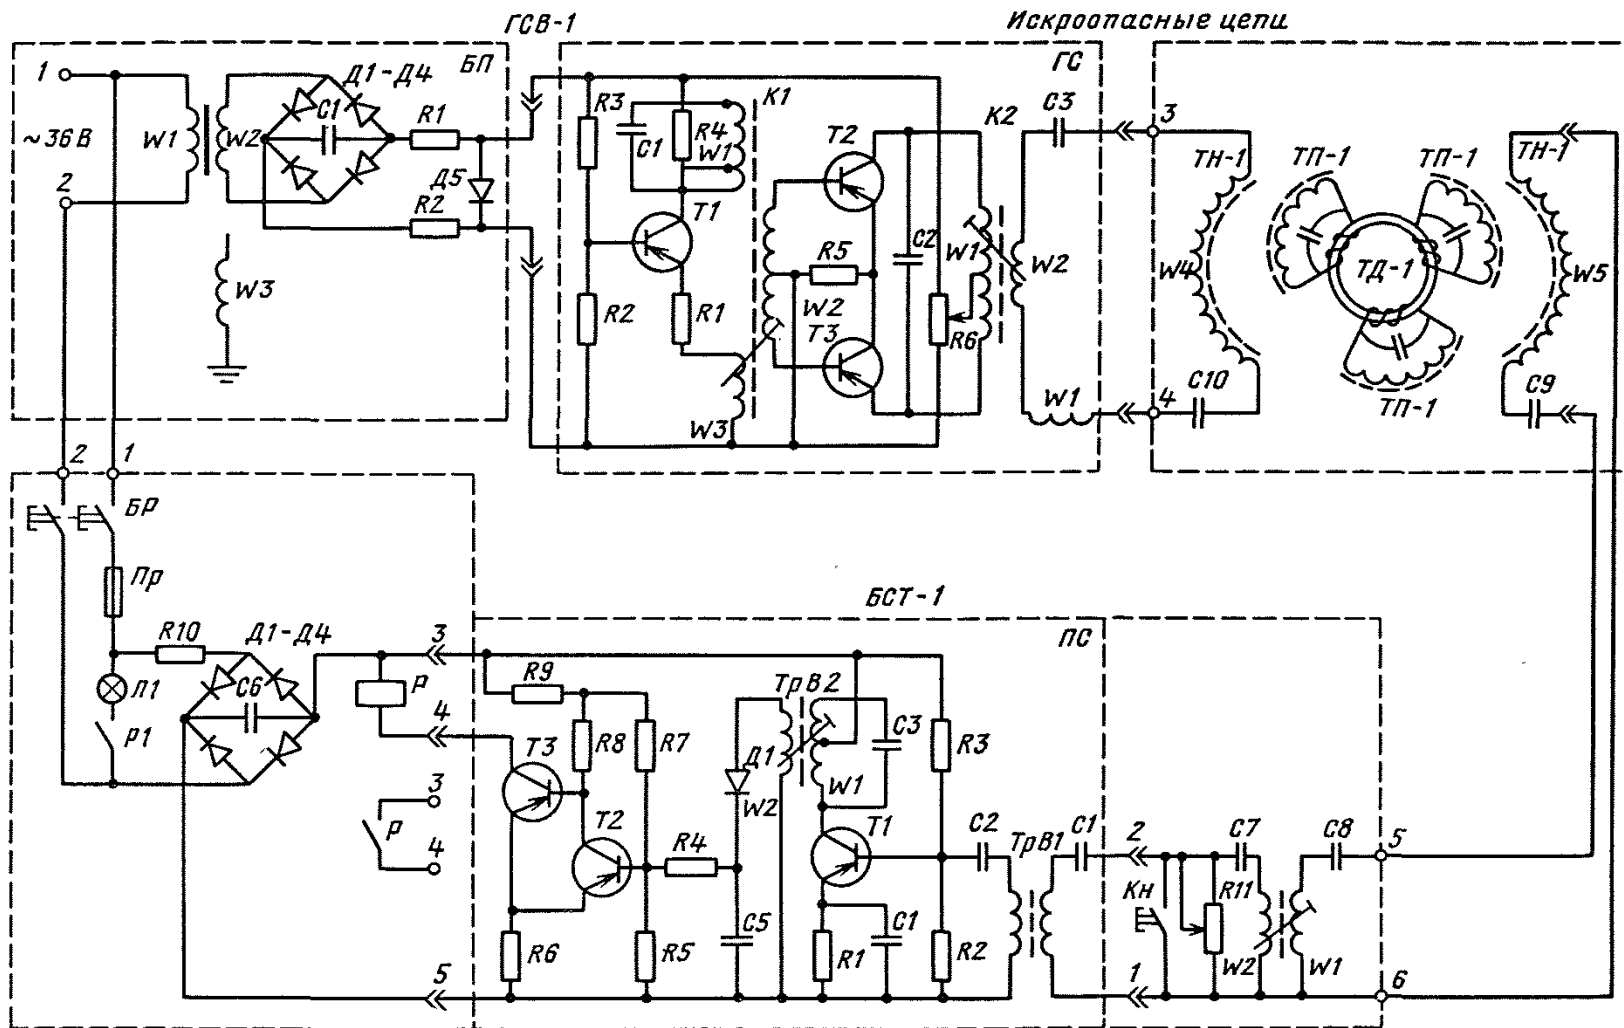 ГСВ-1
Искроопасные цепи
БП
ГС
1
~36В
2
W1
W2
W3
Д1-Д4
C1
R1
R2
Д5
R3
C1
R4
W1
K1
T1
R2
R1
W3
W2
T2
R5
T3
C2
W1
R6
K2
W2
C3
W1
3
4
ТН-1
W4
C10
ТП-1
ТП-1
ТД-1
ТП-1
ТН-1
W5
C9
2
1
БР
Пр
R10
Д1-Д4
Л1
C6
P1
P
3
4
3
P
4
5
БСТ-1
ПС
R9
T3
R8
R7
T2
R4
R6
R5
Д1
W2
ТрВ2
W1
C3
C5
T1
R1
C1
R3
R2
C2
ТрВ1
C1
2
1
Кн
R11
C7
W2
W1
C8
5
6